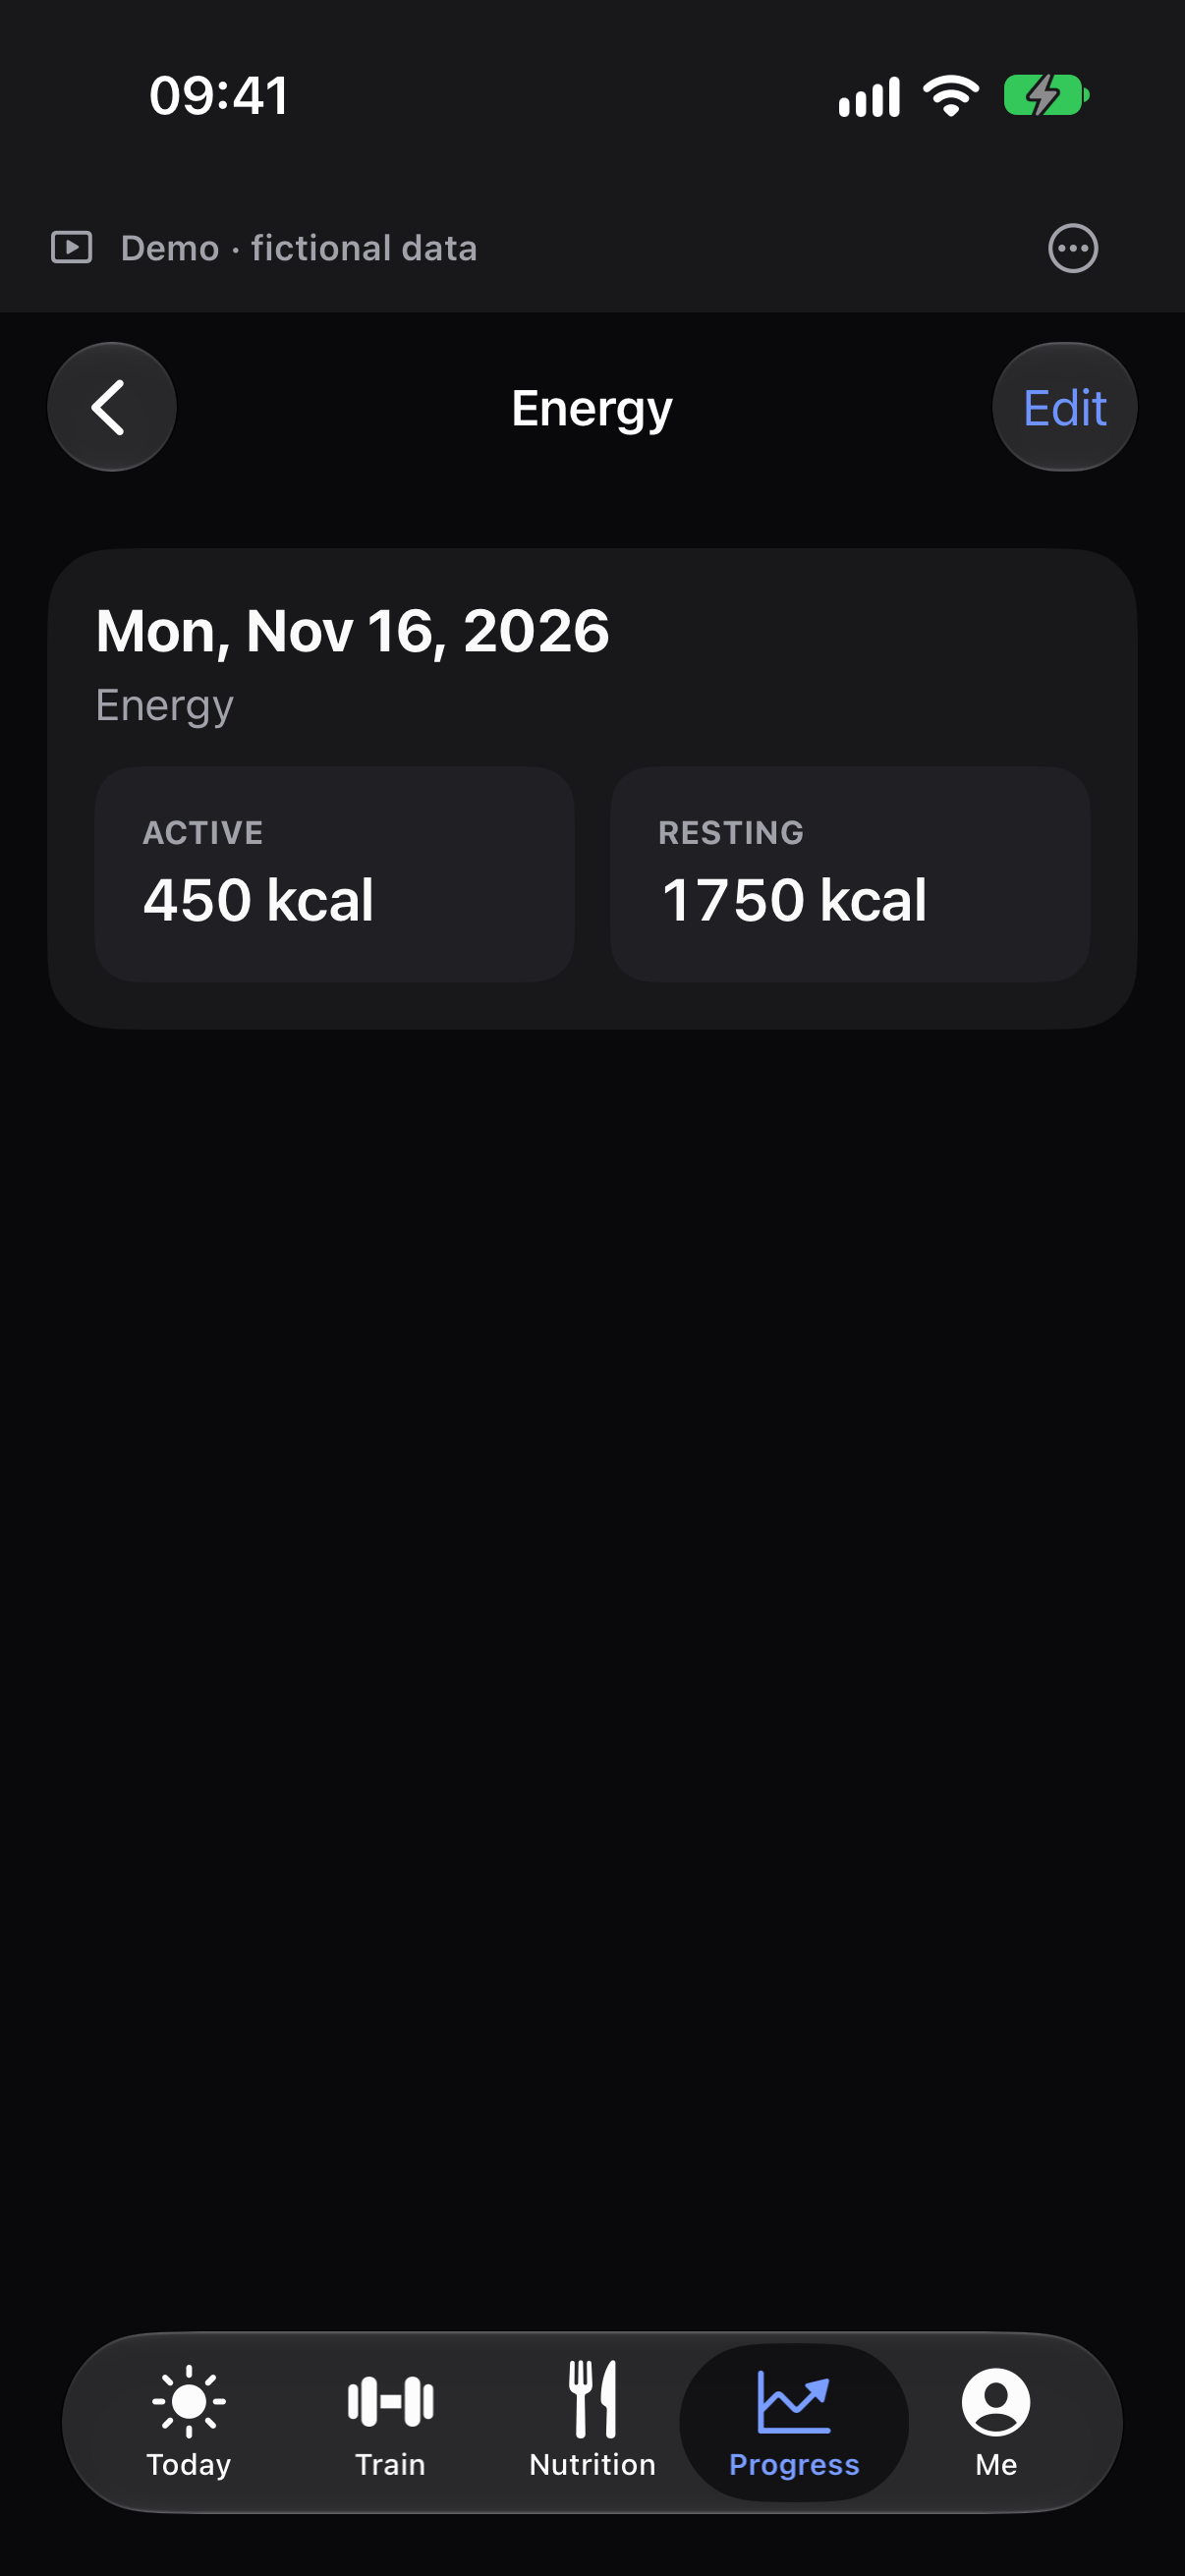 09:41
Demo · fictional data
Energy
Edit
Mon, Nov 16, 2026
Energy
ACTIVE
450 kcal
RESTING
1750 kcal
Today
Train
Nutrition
Progress
Me